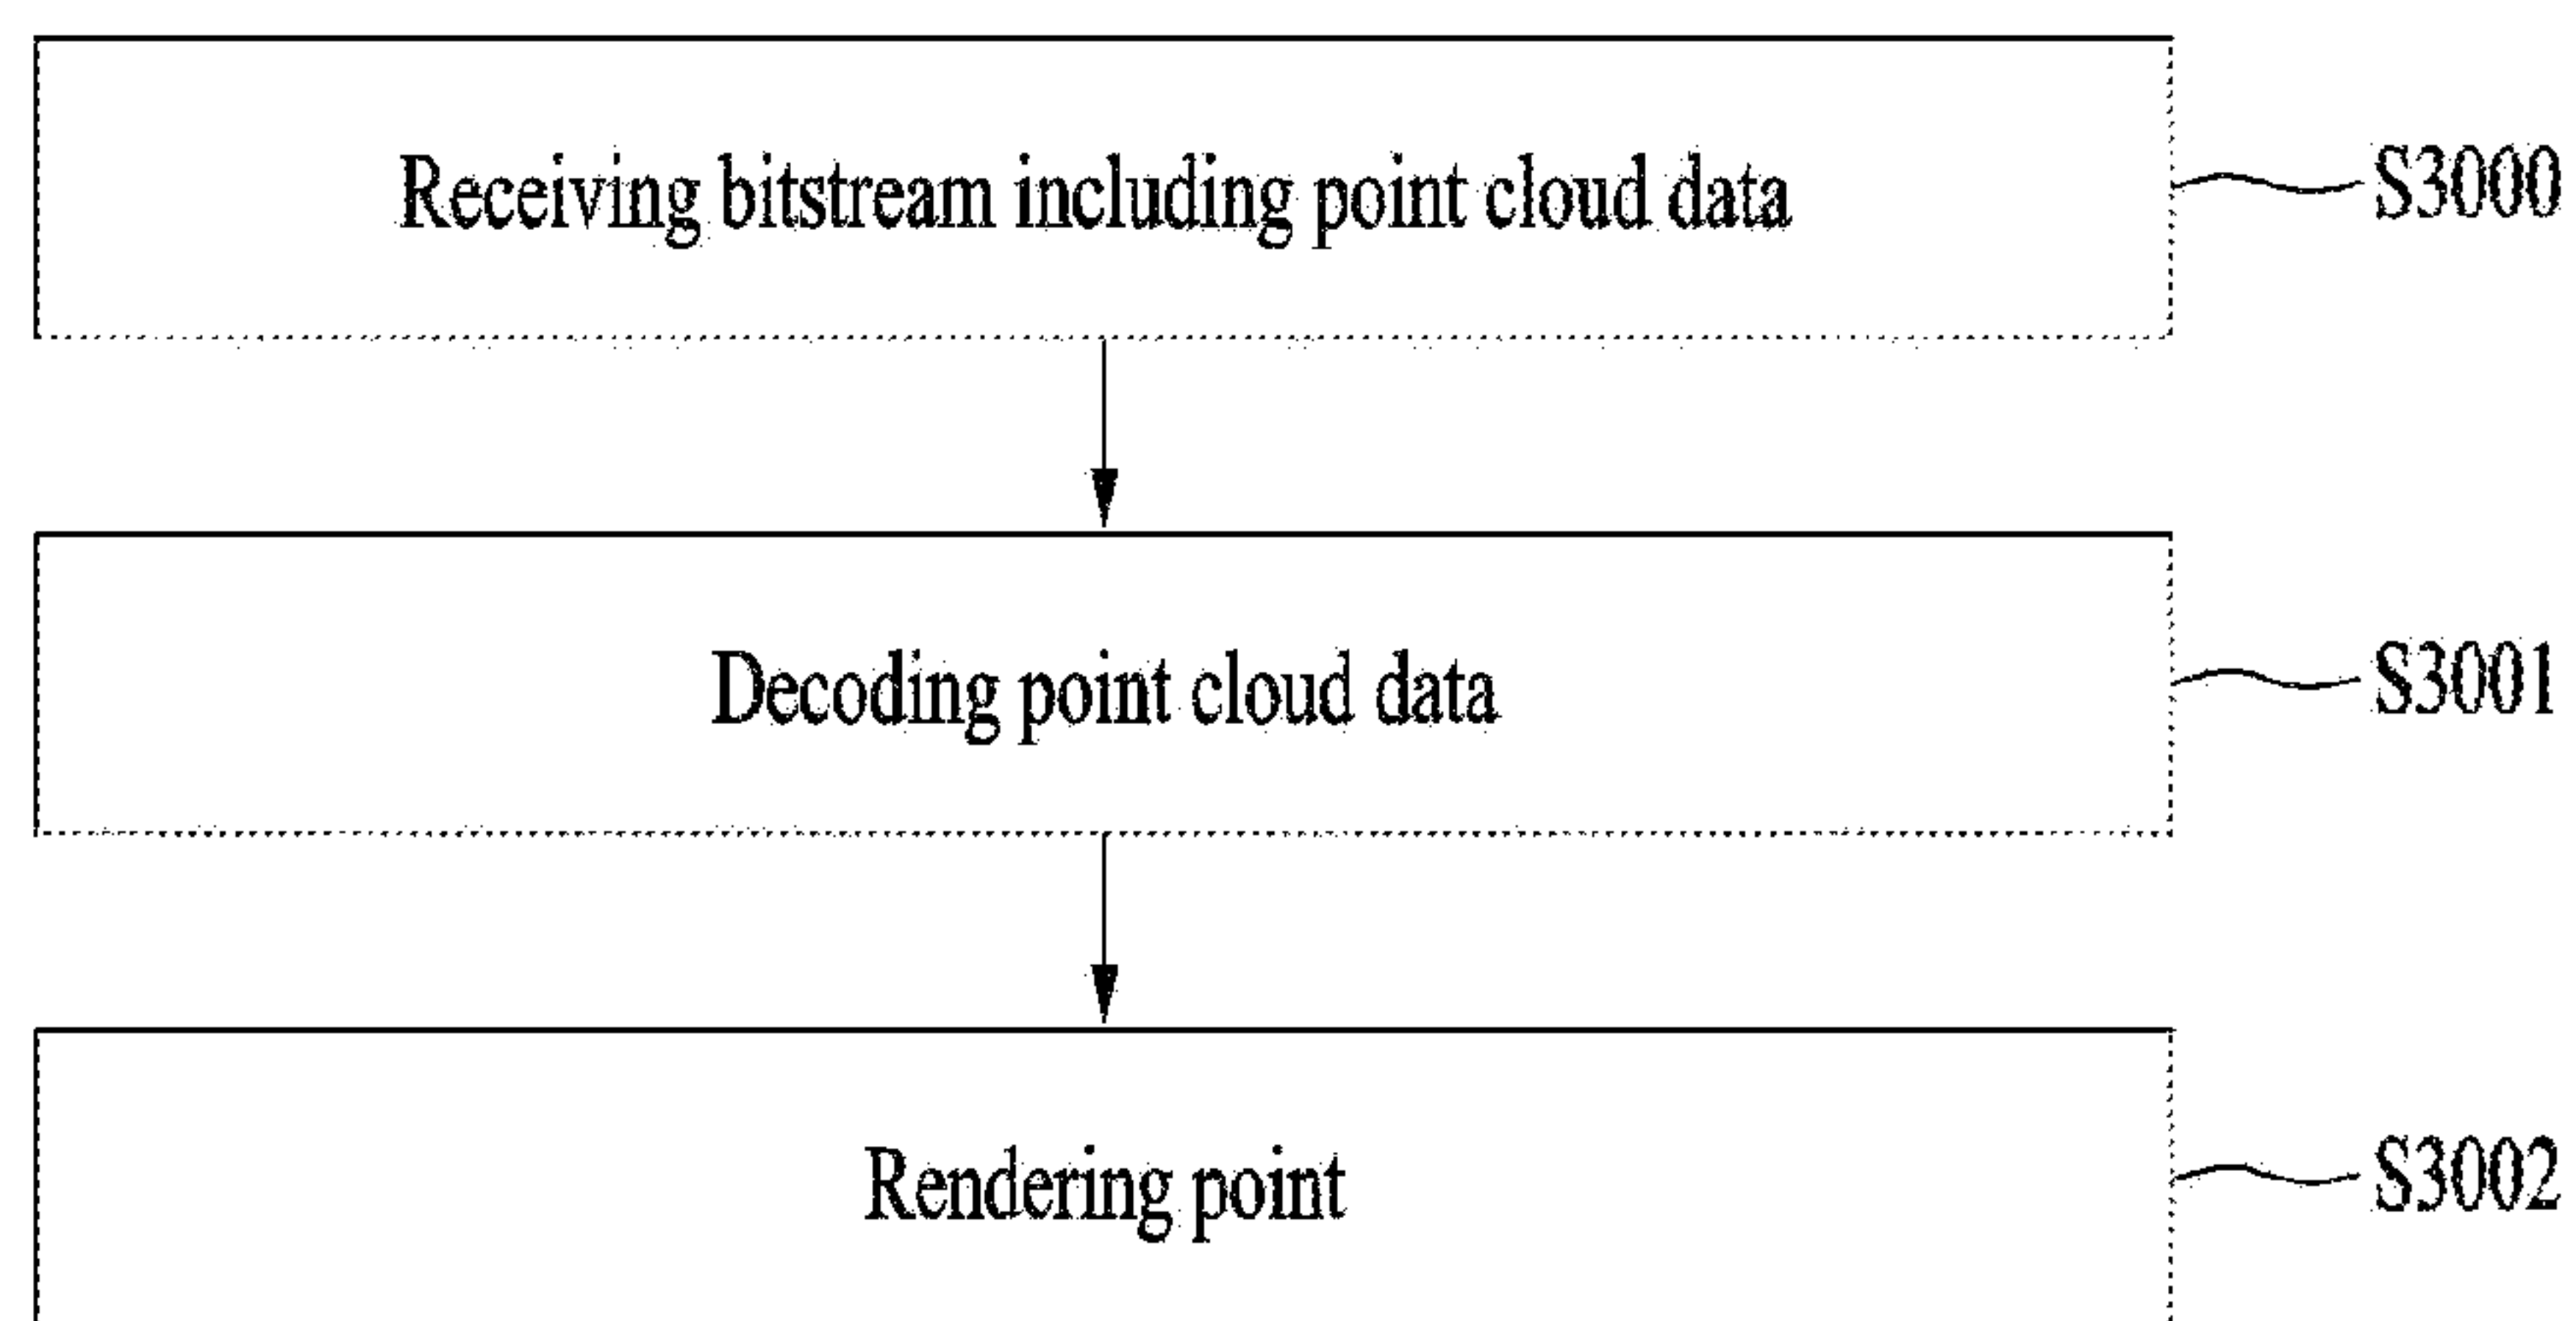 Receiving bitstream including point cloud data
S3000
Decoding point cloud data
S3001
Rendering point
S3002